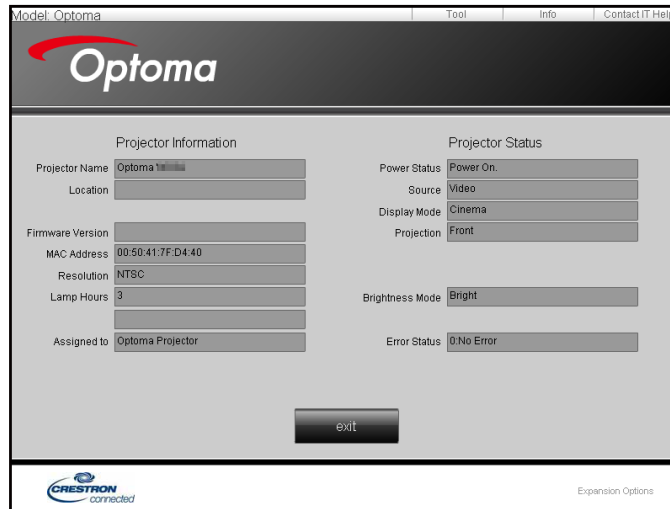 Model: Optoma
Tool
Info
Contact IT Help
Optoma
Projector Information
Projector Name Optoma
Location
Firmware Version
MAC Address 00:50:41:7F:D4:40
Resolution NTSC
Lamp Hours 3
Assigned to Optoma Projector
Projector Status
Power Status Power On.
Source Video
Display Mode Cinema
Projection Front
Brightness Mode Bright
Error Status 0:No Error
exit
CRESTRON
connected
Expansion Options